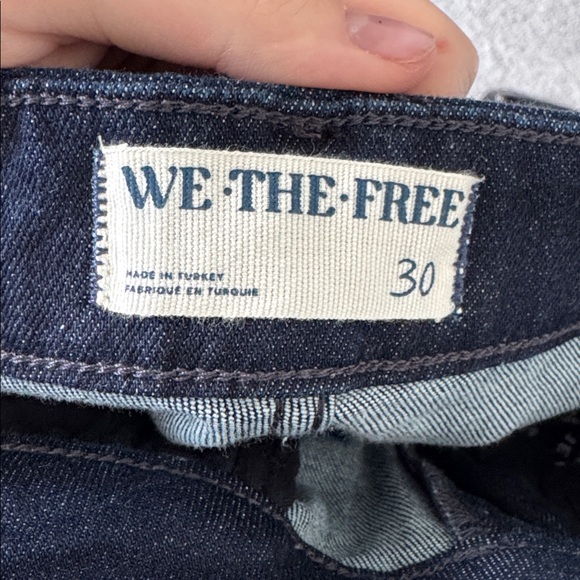 WE·THE·FREE
30
MADE IN TURKEY
FABRIQUÉ EN TURQUIE